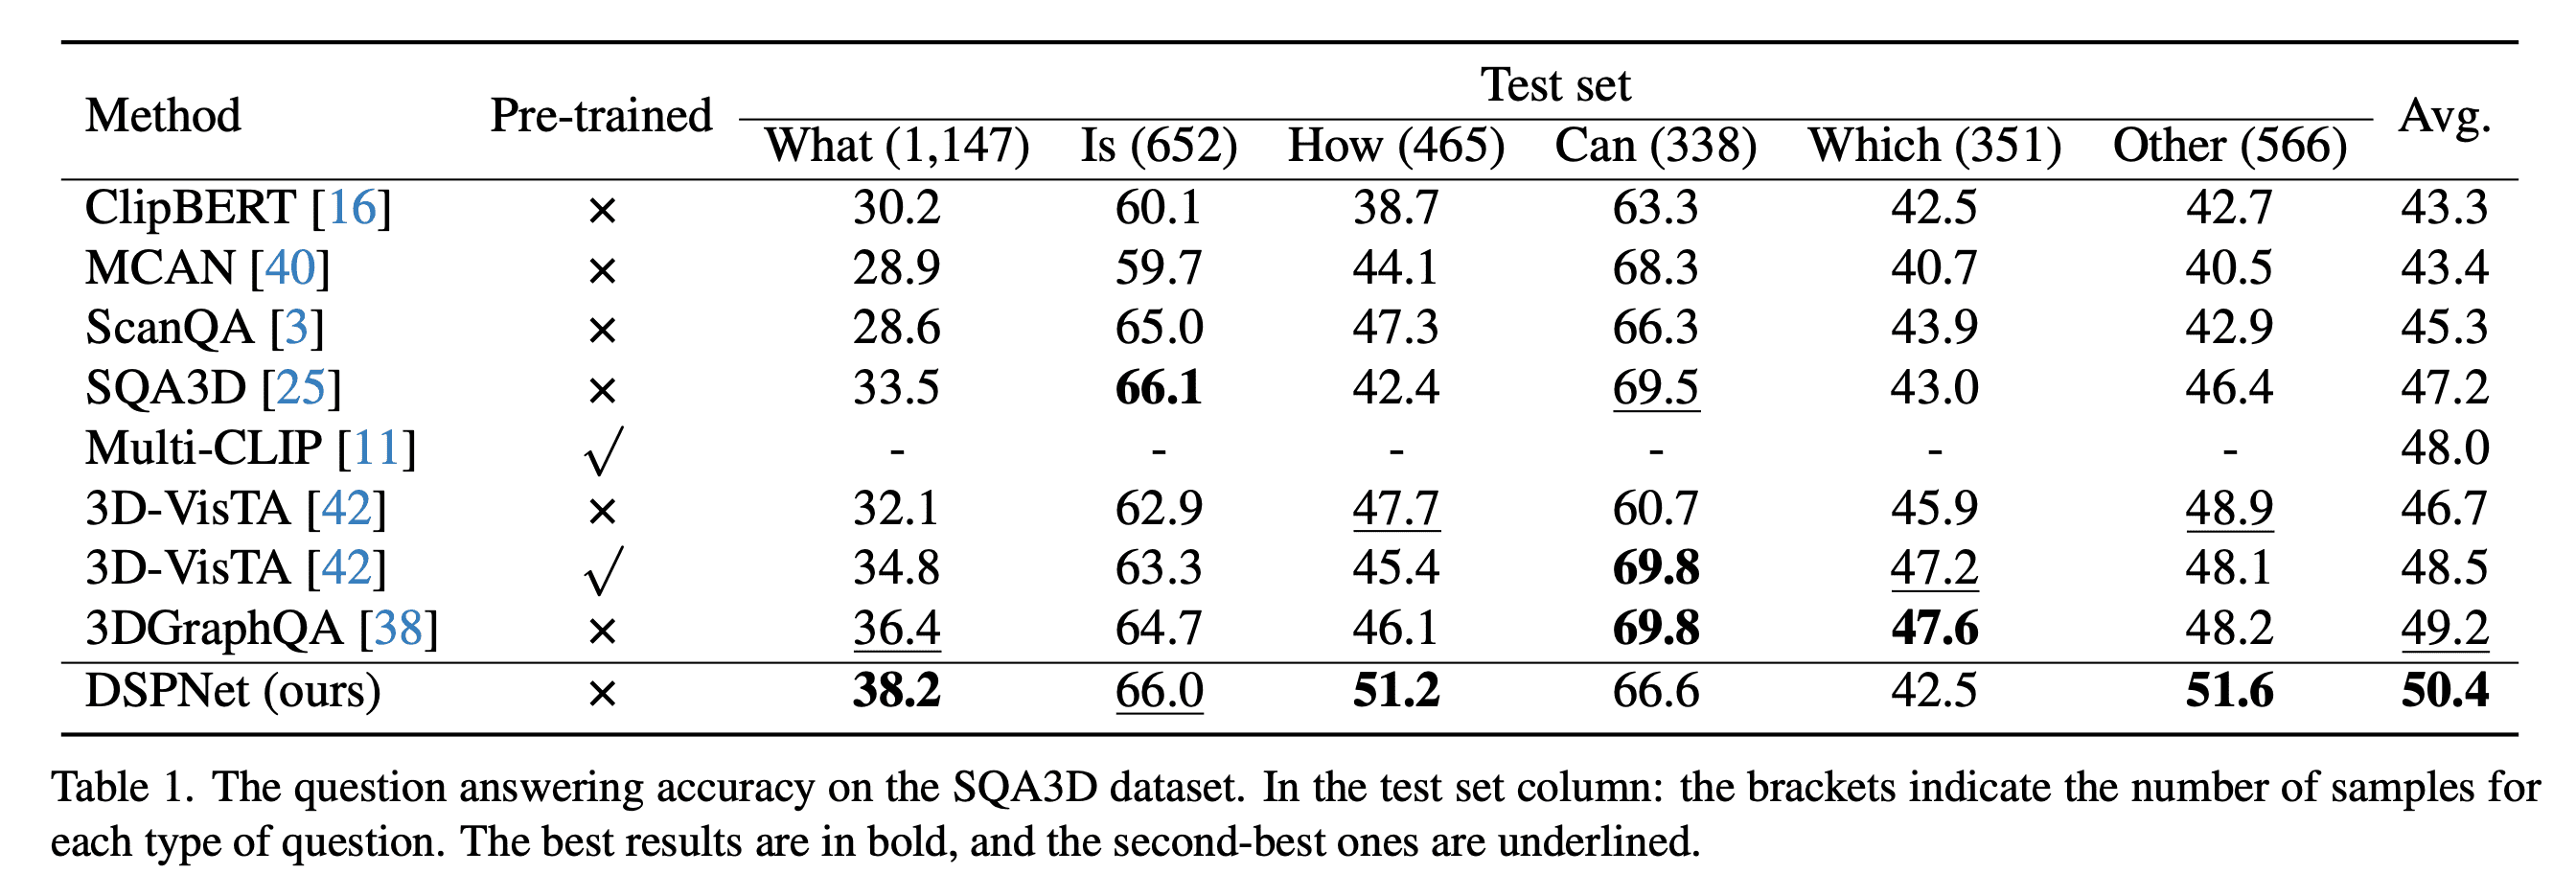 Method Pre-trained Test set Avg.
What (1,147) Is (652) How (465) Can (338) Which (351) Other (566)
ClipBERT [16] × 30.2 60.1 38.7 63.3 42.5 42.7 43.3
MCAN [40] × 28.9 59.7 44.1 68.3 40.7 40.5 43.4
ScanQA [3] × 28.6 65.0 47.3 66.3 43.9 42.9 45.3
SQA3D [25] × 33.5 66.1 42.4 69.5 43.0 46.4 47.2
Multi-CLIP [11] √ - - - - - - 48.0
3D-VisTA [42] × 32.1 62.9 47.7 60.7 45.9 48.9 46.7
3D-VisTA [42] √ 34.8 63.3 45.4 69.8 47.2 48.1 48.5
3DGraphQA [38] × 36.4 64.7 46.1 69.8 47.6 48.2 49.2
DSPNet (ours) × 38.2 66.0 51.2 66.6 42.5 51.6 50.4
Table 1. The question answering accuracy on the SQA3D dataset. In the test set column: the brackets indicate the number of samples for
each type of question. The best results are in bold, and the second-best ones are underlined.